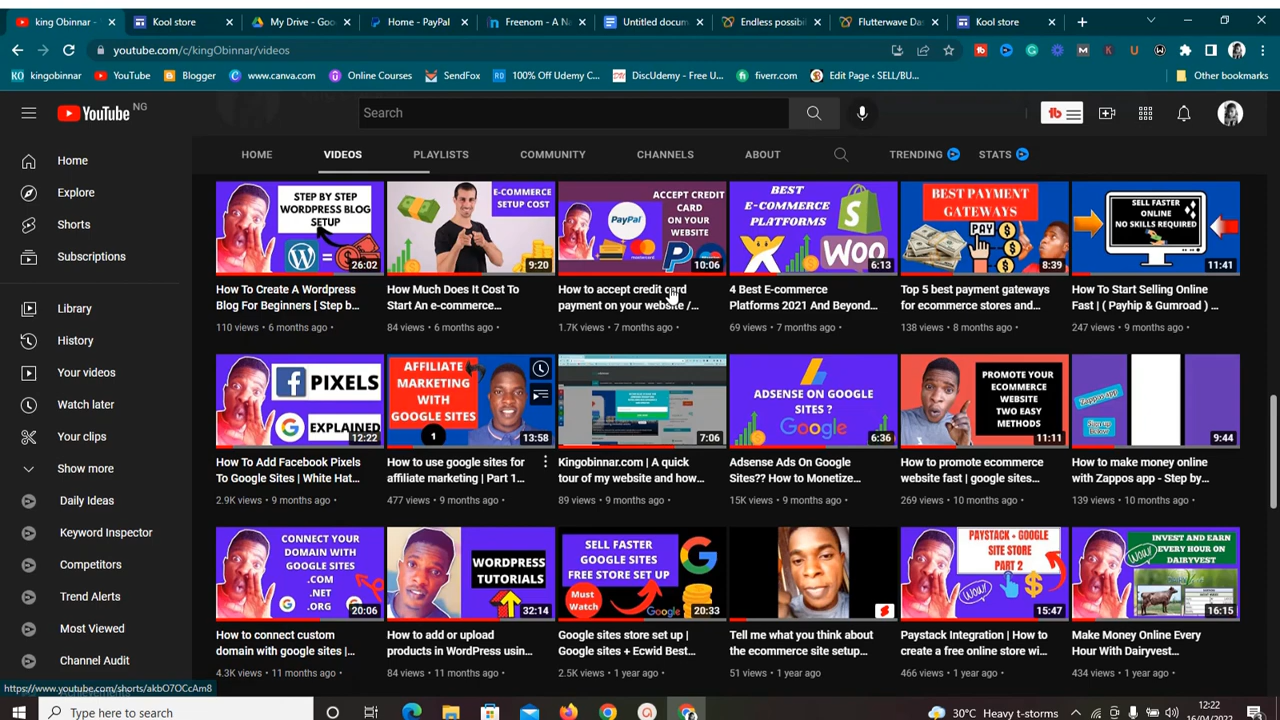 king Obinnar
Kool store
My Drive - Goo
Home - PayPal
Freenom - A Na
Untitled docum
Endless possibi
Flutterwave Da
Kool store
youtube.com/c/kingObinnar/videos
kingobinnar
YouTube
Blogger
www.canva.com
Online Courses
SendFox
100% Off Udemy C...
DiscUdemy - Free U...
fiverr.com
Edit Page ‹ SELL/BU...
Other bookmarks
YouTube NG
Search
Home
Explore
Shorts
Subscriptions
Library
History
Your videos
Watch later
Your clips
Show more
Daily Ideas
Keyword Inspector
Competitors
Trend Alerts
Most Viewed
Channel Audit
HOME
VIDEOS
PLAYLISTS
COMMUNITY
CHANNELS
ABOUT
TRENDING
STATS
STEP BY STEP
WORDPRESS BLOG
SETUP
26:02
How To Create A Wordpress
Blog For Beginners [ Step b...
110 views • 6 months ago
E-COMMERCE
SETUP COST
9:20
How Much Does It Cost To
Start An e-commerce...
84 views • 6 months ago
PayPal
ACCEPT CREDIT
CARD
ON YOUR
WEBSITE
10:06
How to accept credit card
payment on your website /...
1.7K views • 7 months ago
BEST
E-COMMERCE
PLATFORMS
WOO
6:13
4 Best E-commerce
Platforms 2021 And Beyond...
69 views • 7 months ago
BEST PAYMENT
GATEWAYS
PAY
8:39
Top 5 best payment gateways
for ecommerce stores and...
138 views • 8 months ago
SELL FASTER
ONLINE
NO SKILLS REQUIRED
11:41
How To Start Selling Online
Fast | ( Payhip & Gumroad ) ...
247 views • 9 months ago
PIXELS
EXPLAINED
12:22
How To Add Facebook Pixels
To Google Sites | White Hat...
2.9K views • 9 months ago
AFFILIATE
MARKETING
WITH
GOOGLE SITES
1
13:58
How to use google sites for
affiliate marketing | Part 1...
477 views • 9 months ago
7:06
Kingobinnar.com | A quick
tour of my website and how...
89 views • 9 months ago
ADSENSE ON GOOGLE
SITES ?
Google
6:36
Adsense Ads On Google
Sites?? How to Monetize...
15K views • 9 months ago
PROMOTE YOUR
ECOMMERCE
WEBSITE
TWO EASY
METHODS
11:11
How to promote ecommerce
website fast | google sites...
269 views • 10 months ago
Zappos app
9:44
How to make money online
with Zappos app - Step by...
139 views • 10 months ago
CONNECT YOUR
DOMAIN WITH
GOOGLE SITES
.COM
.NET
.ORG
20:06
How to connect custom
domain with google sites |...
4.3K views • 11 months ago
WORDPRESS
TUTORIALS
32:14
How to add or upload
products in WordPress using...
84 views • 11 months ago
SELL FASTER
GOOGLE SITES
FREE STORE SET UP
Must
Watch
Google
20:33
Google sites store set up |
Google sites + Ecwid Best...
2.5K views • 1 year ago
Tell me what you think about
the ecommerce site setup...
51 views • 1 year ago
PAYSTACK + GOOGLE
SITE STORE
PART 2
WOW!
15:47
Paystack Integration | How to
create a free online store wi...
466 views • 1 year ago
INVEST AND EARN
EVERY HOUR ON
DAIRYVEST
WOW!
16:15
Make Money Online Every
Hour With Dairyvest...
434 views • 1 year ago
https://www.youtube.com/shorts/akbO7OCcAm8
Type here to search
30°C Heavy t-storms
12:22
16/04/2022